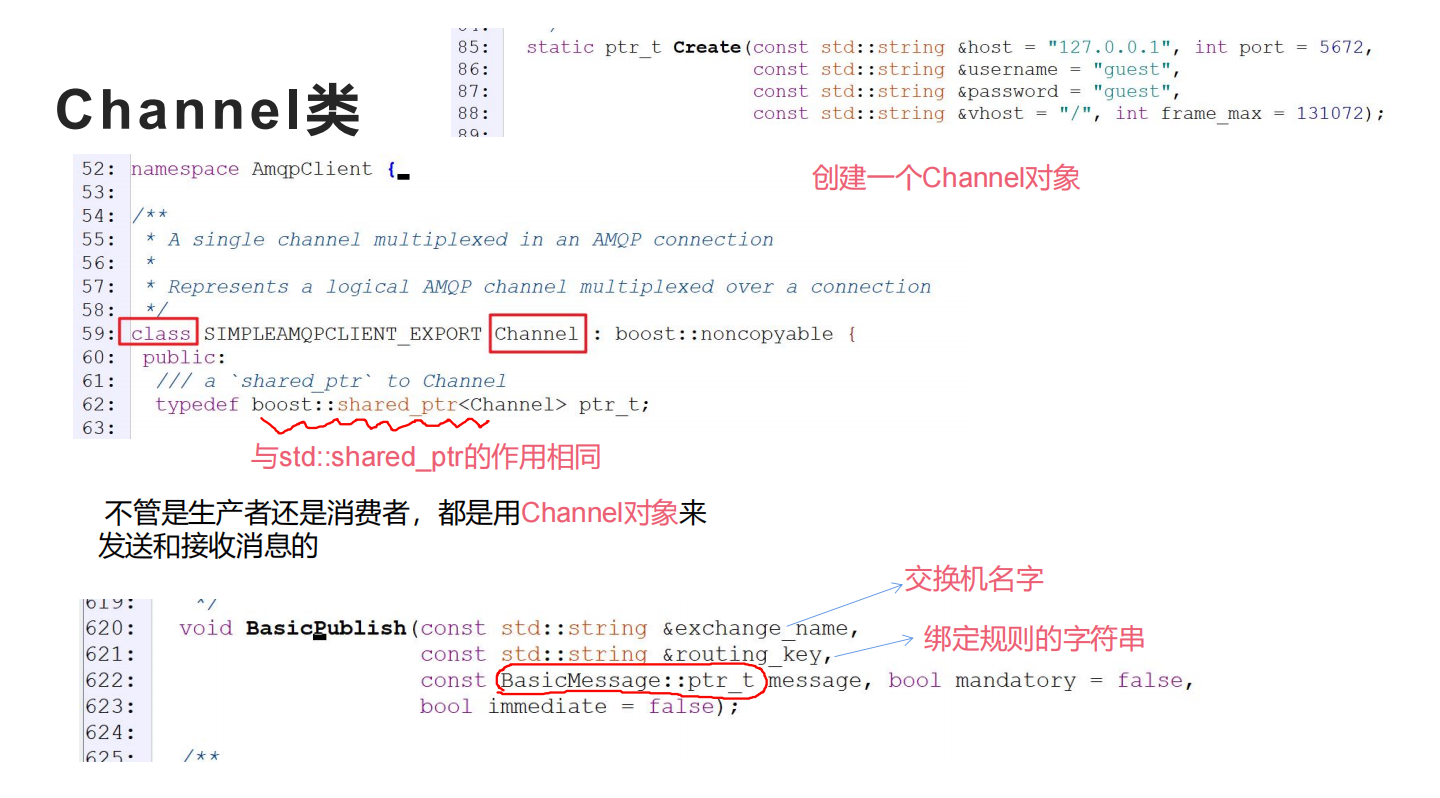 Channel类
85: static ptr_t Create(const std::string &host = "127.0.0.1", int port = 5672,
86: const std::string &username = "guest",
87: const std::string &password = "guest",
88: const std::string &vhost = "/", int frame_max = 131072);
89:
创建一个Channel对象
52: namespace AmqpClient {
53:
54: /**
55: * A single channel multiplexed in an AMQP connection
56: *
57: * Represents a logical AMQP channel multiplexed over a connection
58: */
59: class SIMPLEAMQPCLIENT_EXPORT Channel : boost::noncopyable {
60: public:
61: /// a `shared_ptr` to Channel
62: typedef boost::shared_ptr<Channel> ptr_t;
63:
与std::shared_ptr的作用相同
不管是生产者还是消费者，都是用Channel对象来
发送和接收消息的
交换机名字
619: */
620: void BasicPublish(const std::string &exchange_name,
绑定规则的字符串
621: const std::string &routing_key,
622: const BasicMessage::ptr_t message, bool mandatory = false,
623: bool immediate = false);
624:
625: /**